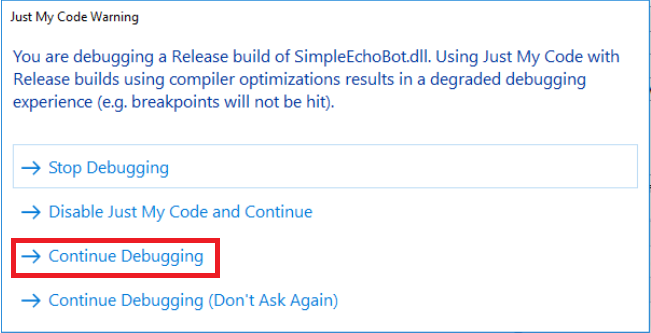 Just My Code Warning
You are debugging a Release build of SimpleEchoBot.dll. Using Just My Code with
Release builds using compiler optimizations results in a degraded debugging
experience (e.g. breakpoints will not be hit).
→ Stop Debugging
→ Disable Just My Code and Continue
→ Continue Debugging
→ Continue Debugging (Don't Ask Again)